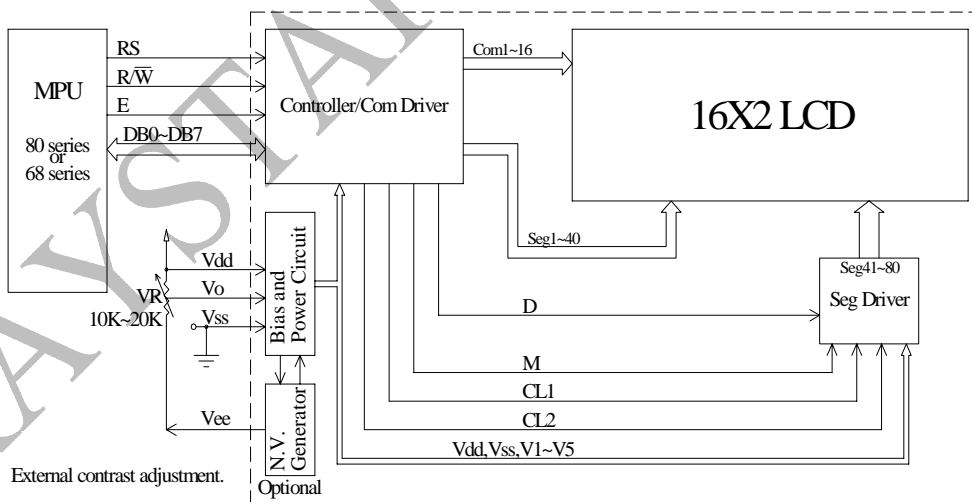 RS
R/W̅
E
DB0~DB7
MPU
80 series
or
68 series
Controller/Com Driver
Com1~16
16X2 LCD
Seg1~40
Seg41~80
Seg Driver
Vdd
Vo
Vss
VR
10K~20K
Bias and
Power Circuit
D
M
CL1
CL2
Vdd,Vss,V1~V5
Vee
N.V.
Generator
Optional
External contrast adjustment.